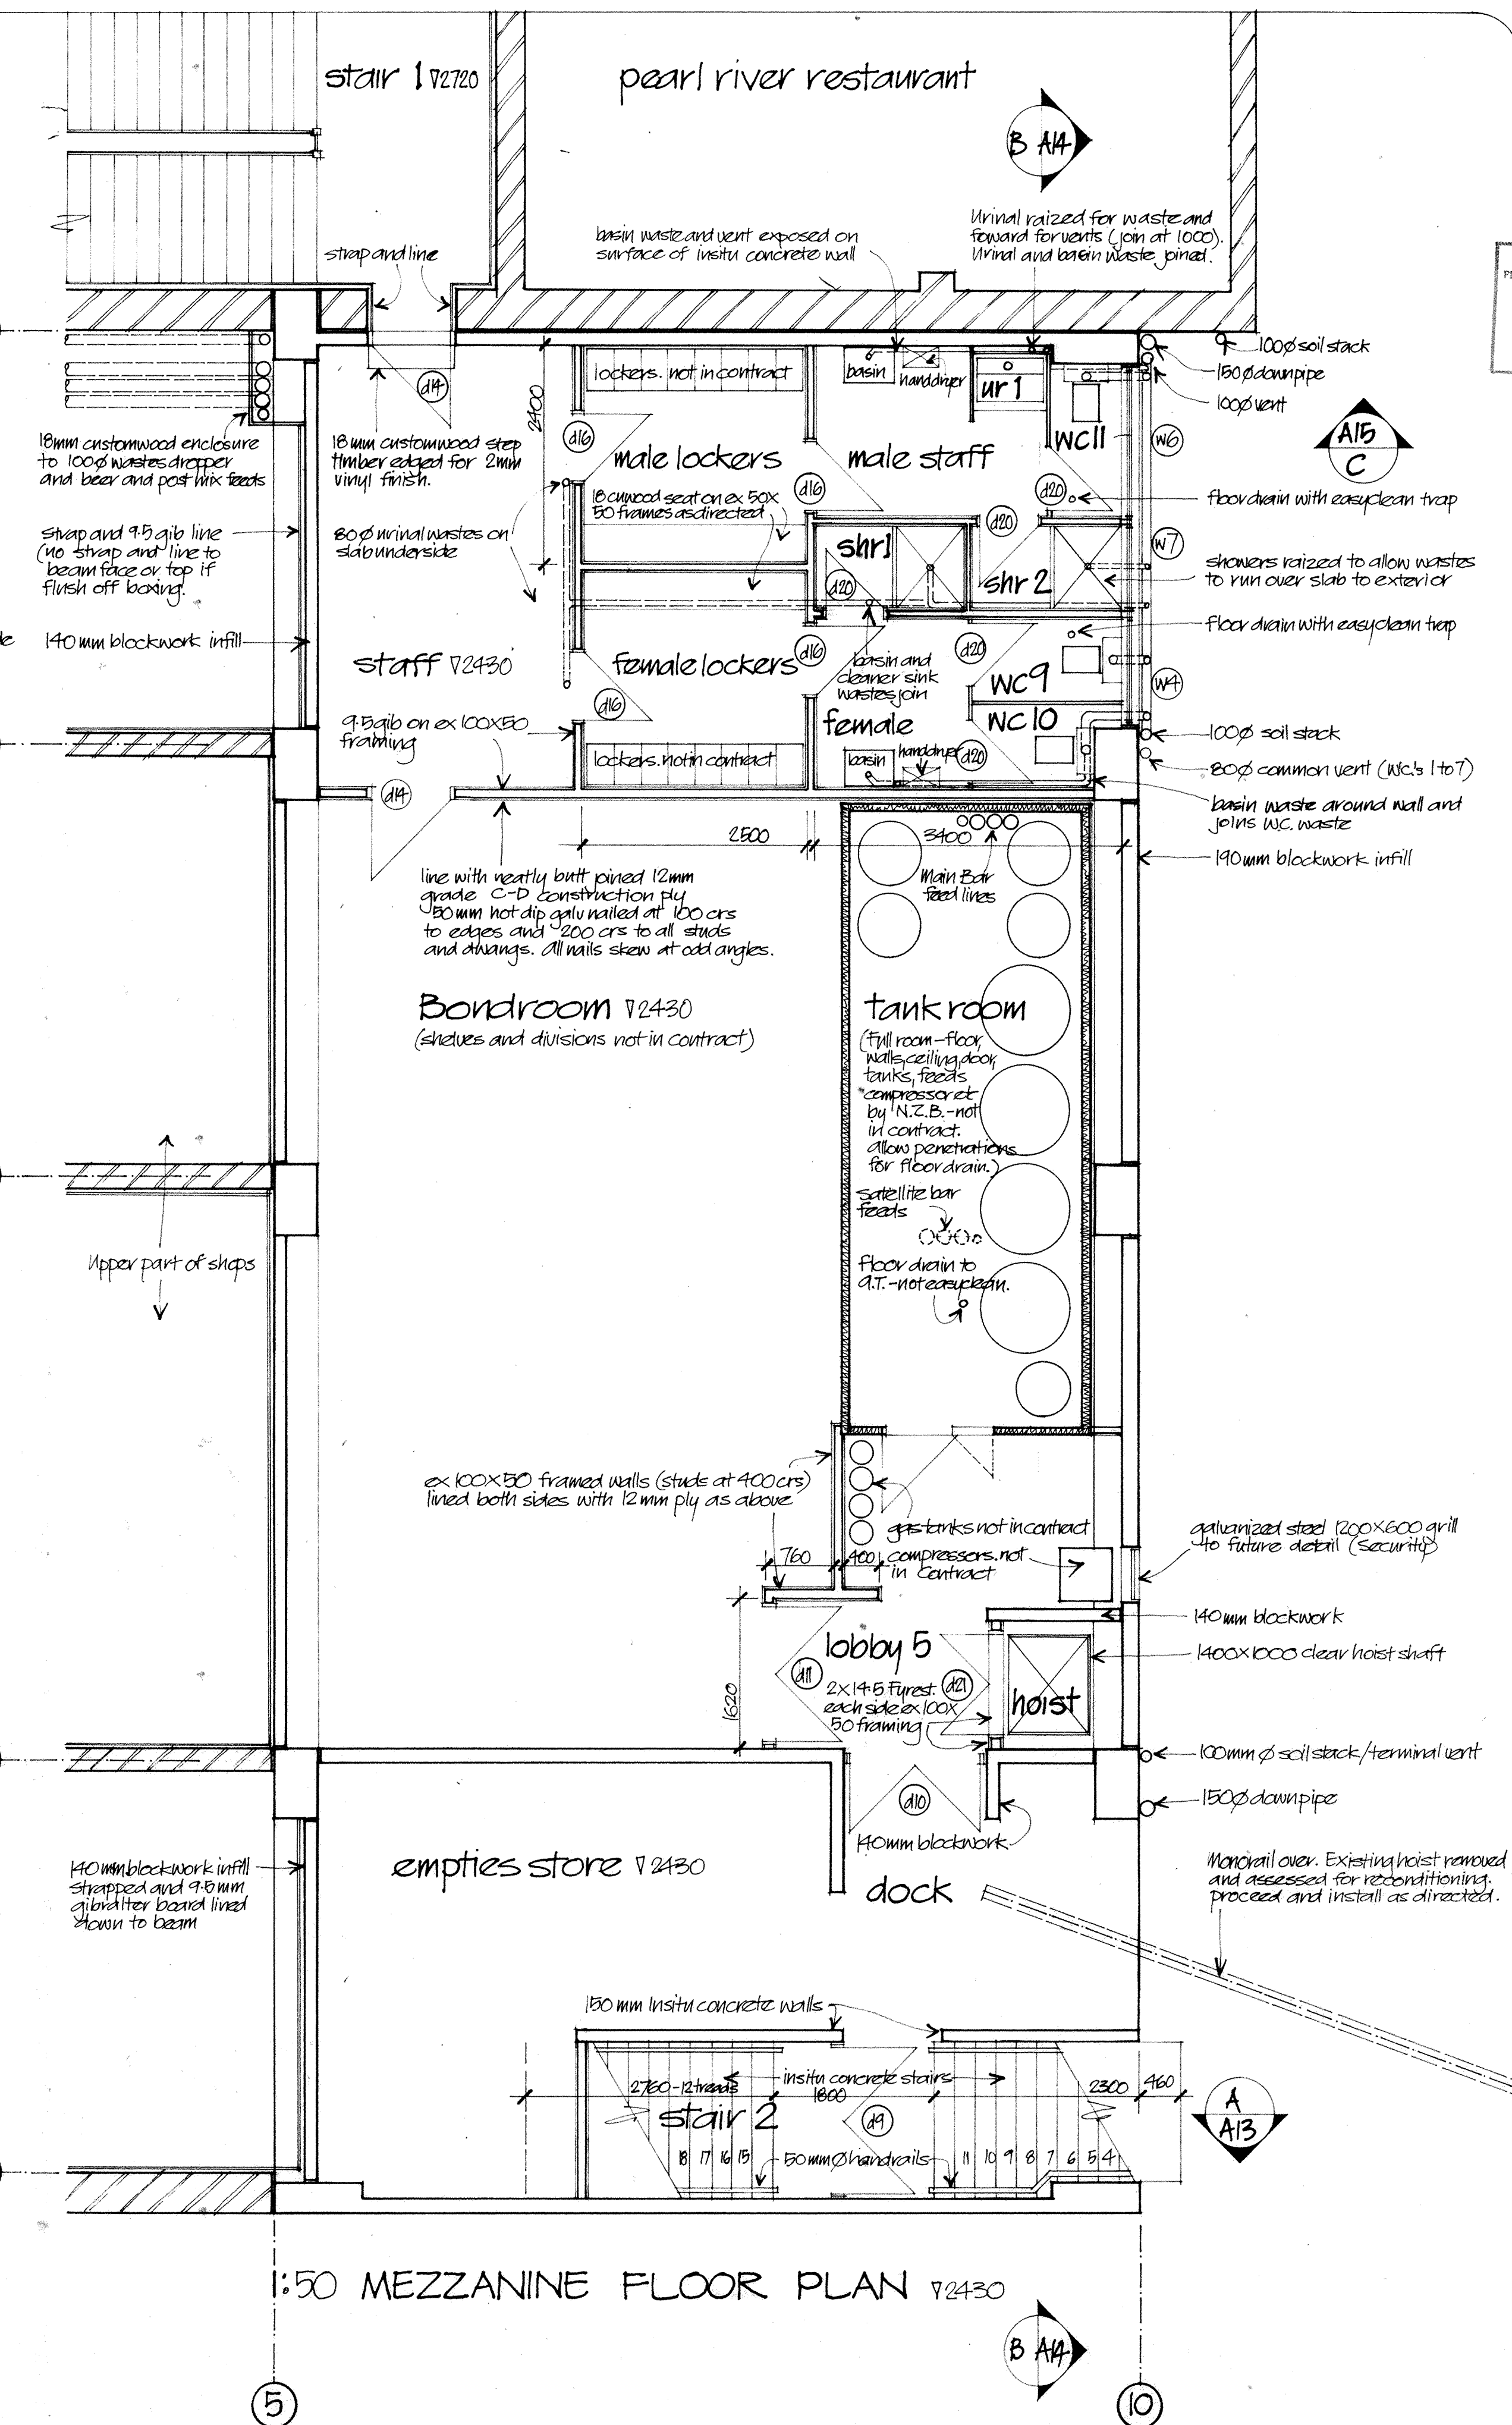 stair 1 ▽2720
pearl river restaurant
B A14
strap and line
basin waste and vent exposed on
surface of insitu concrete wall
Urinal raized for waste and
foward for vents (join at 1000).
Urinal and basin waste joined.
lockers. not in contract
basin
handdryer
ur 1
100ø soil stack
150ø downpipe
100ø vent
d14
2400
d16
wc11
w6
A15
C
18mm customwood enclosure
to 100ø wastes dropper
and beer and post mix feeds
18mm customwood step
timber edged for 2mm
vinyl finish.
male lockers
male staff
18 cuwood seat on ex 50x
50 frames as directed
d16
d20
floor drain with easyclean trap
strap and 9.5 gib line
(no strap and line to
beam face or top if
flush off boxing.
80ø urinal wastes on
slab underside
shr1
d20
d20
shr 2
w7
showers raized to allow wastes
to run over slab to exterior
140mm blockwork infill
floor drain with easyclean trap
staff ▽2430
female lockers
d16
basin and
cleaner sink
wastes join
d20
wc9
w4
9.5 gib on ex 100x50
framing
d16
female
wc10
100ø soil stack
lockers. not in contract
basin
handdryer
d20
80ø common vent (wc's 1 to 7)
d14
basin waste around wall and
joins w.c. waste
2500
3400
190mm blockwork infill
line with neatly butt joined 12mm
grade C-D construction ply
50mm hot dip galv nailed at 100 crs
to edges and 200 crs to all studs
and dwangs. All nails skew at odd angles.
Main Bar
feed lines
Bondroom ▽2430
(shelves and divisions not in contract)
tank room
(Full room-floor,
walls, ceiling, door,
tanks, feeds
compressor et
by N.Z.B.-not
in contract.
allow penetrations
for floor drain.)
satellite bar
feeds
Upper part of shops
floor drain to
g.T.-not easyclean.
ex 100x50 framed walls (studs at 400 crs)
lined both sides with 12mm ply as above
gas tanks not in contract
760
400
compressors. not
in contract
galvanized steel 1200x600 grill
to future detail (security)
140mm blockwork
lobby 5
1400x1000 clear hoist shaft
d11
2x14.5 Fyrest.
each side ex 100x
50 framing
d21
hoist
1620
100mm ø soil stack/terminal vent
d10
150ø downpipe
140mm blockwork
140mm blockwork infill
strapped and 9.5mm
gibralter board lined
down to beam
empties store ▽2430
dock
Monorail over. Existing hoist removed
and assessed for reconditioning.
proceed and install as directed.
150mm Insitu concrete walls
2760-12 treads
insitu concrete stairs
1800
2300
460
stair 2
d9
A
A13
18 17 16 15
50mmø handrails
11 10 9 8 7 6 5 4
1:50 MEZZANINE FLOOR PLAN ▽2430
B A14
5
10